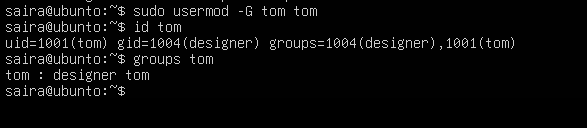 saira@ubunto:~$ sudo usermod -G tom tom
saira@ubunto:~$ id tom
uid=1001(tom) gid=1004(designer) groups=1004(designer),1001(tom)
saira@ubunto:~$ groups tom
tom : designer tom
saira@ubunto:~$